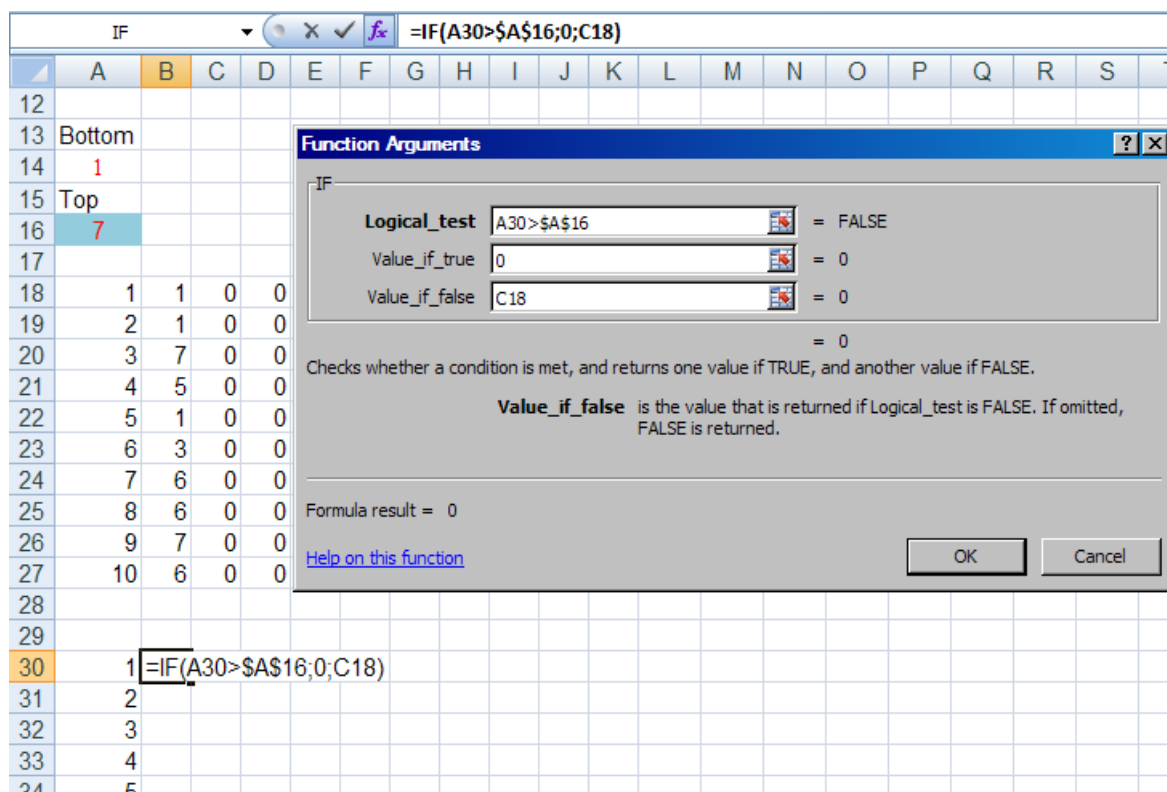 IF fx =IF(A30>$A$16;0;C18)
A B C D E F G H I J K L M N O P Q R S
12
13 Bottom
14 1
15 Top
16 7
17
18 1 1 0 0
19 2 1 0 0
20 3 7 0 0
21 4 5 0 0
22 5 1 0 0
23 6 3 0 0
24 7 6 0 0
25 8 6 0 0
26 9 7 0 0
27 10 6 0 0
28
29
30 1 =IF(A30>$A$16;0;C18)
31 2
32 3
33 4
34 5
Function Arguments ? X
IF
Logical_test A30>$A$16 = FALSE
Value_if_true 0 = 0
Value_if_false C18 = 0
= 0
Checks whether a condition is met, and returns one value if TRUE, and another value if FALSE.
Value_if_false is the value that is returned if Logical_test is FALSE. If omitted,
FALSE is returned.
Formula result = 0
Help on this function
OK Cancel